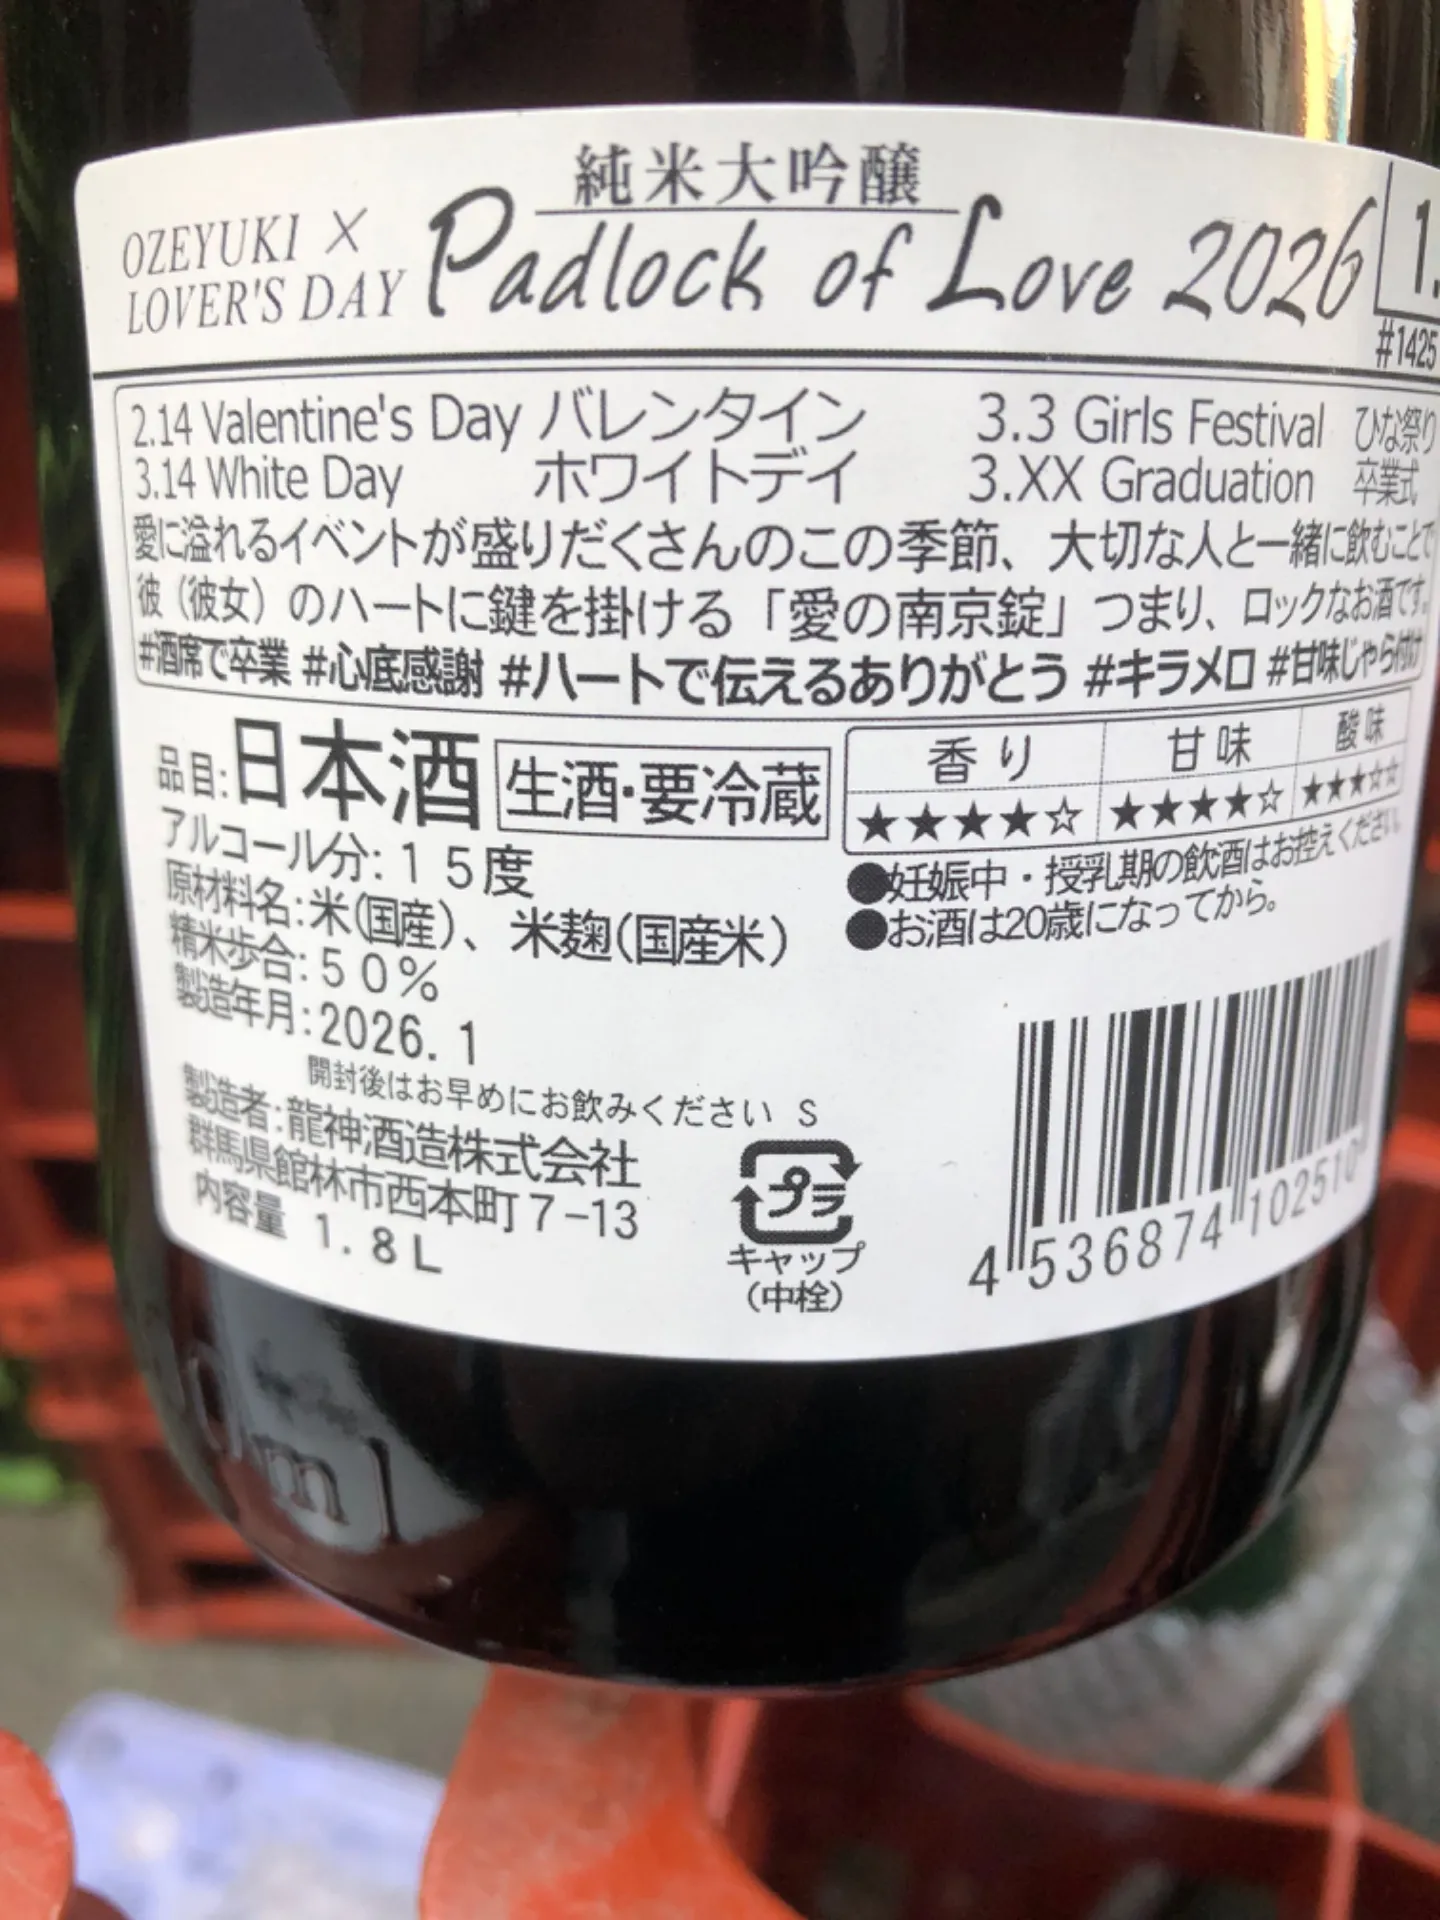 純米大吟醸
OZEYUKI ×
LOVER'S DAY
Padlock of Love 2026
1.
#1425
2.14 Valentine's Day バレンタイン 3.3 Girls Festival ひな祭り
3.14 White Day ホワイトデイ 3.XX Graduation 卒業式
愛に溢れるイベントが盛りだくさんのこの季節、大切な人と一緒に飲むことで
彼(彼女)のハートに鍵を掛ける「愛の南京錠」つまり、ロックなお酒です。
#酒席で卒業 #心底感謝 #ハートで伝えるありがとう #キラメロ #甘味じゃら付け
品目:日本酒 生酒・要冷蔵
アルコール分:15度
原材料名:米(国産)、米麹(国産米)
精米歩合:50%
製造年月:2026.1
開封後はお早めにお飲みください S
製造者:龍神酒造株式会社
群馬県館林市西本町7-13
内容量 1.8L
香り 甘味 酸味
★★★★☆ ★★★★☆ ★★★☆☆
●妊娠中・授乳期の飲酒はお控えください。
●お酒は20歳になってから。
プラ
キャップ
(中栓)
4 536874 102510
0ml